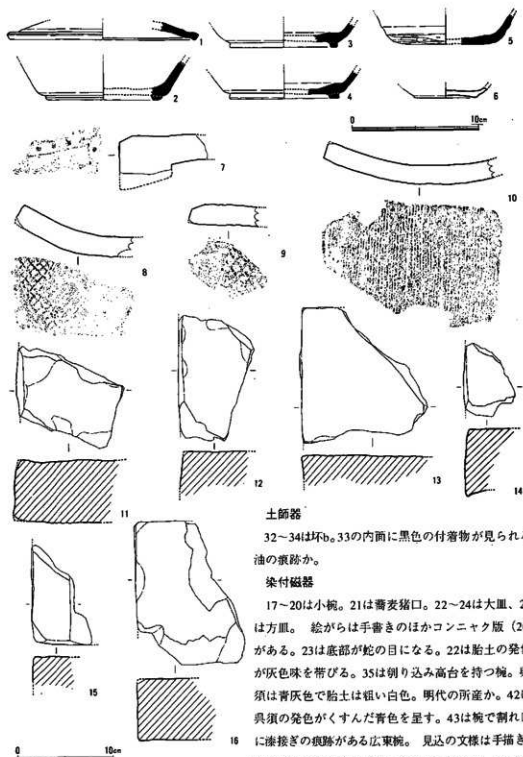 1
3
5
2
4
6
0 10cm
7
10
8
9
11
12
13
14
土師器
32~34は坏b。33の内面に黒色の付着物が見られる
油の痕跡か。
染付磁器
17~20は小椀。21は蕎麦猪口。22~24は大皿、2
は方皿。 絵がらは手書きのほかコンニャク版(20
がある。23は底部が蛇の目になる。22は胎土の発色
が灰色味を帯びる。35は削り込み高台を持つ椀。
須は青灰色で胎土は粗い白色。明代の所産か。42
呉須の発色がくすんだ青色を呈す。43は椀で割れ
に漆接ぎの痕跡がある広東椀。 見込の文様は手描き
15
16
0 10cm